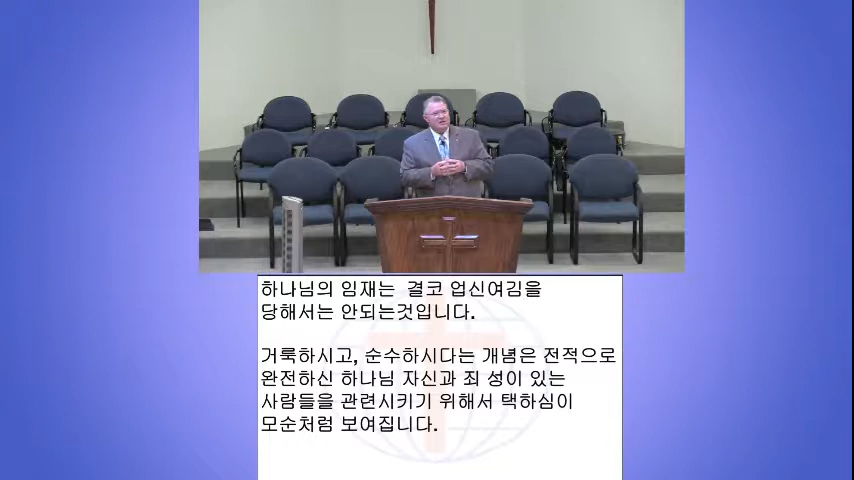 하나님의 임재는 결코 업신여김을
당해서는 안되는것입니다.
거룩하시고, 순수하시다는 개념은 전적으로
완전하신 하나님 자신과 죄 성이 있는
사람들을 관련시키기 위해서 택하심이
모순처럼 보여집니다.